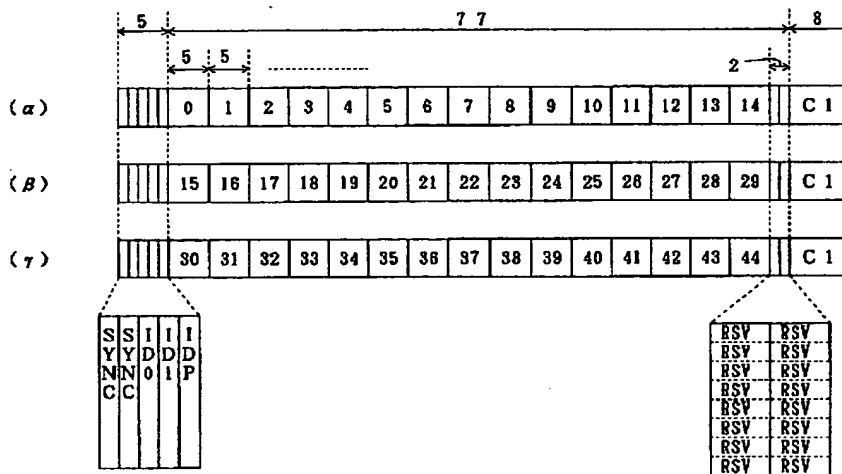 5 77 8
5 5 2
(α) 0 1 2 3 4 5 6 7 8 9 10 11 12 13 14 C1
(β) 15 16 17 18 19 20 21 22 23 24 25 26 27 28 29 C1
(γ) 30 31 32 33 34 35 36 37 38 39 40 41 42 43 44 C1
SYNC SYNC ID0 ID1 IDP
RSV RSV
RSV RSV
RSV RSV
RSV RSV
RSV RSV
RSV RSV
RSV RSV
RSV RSV